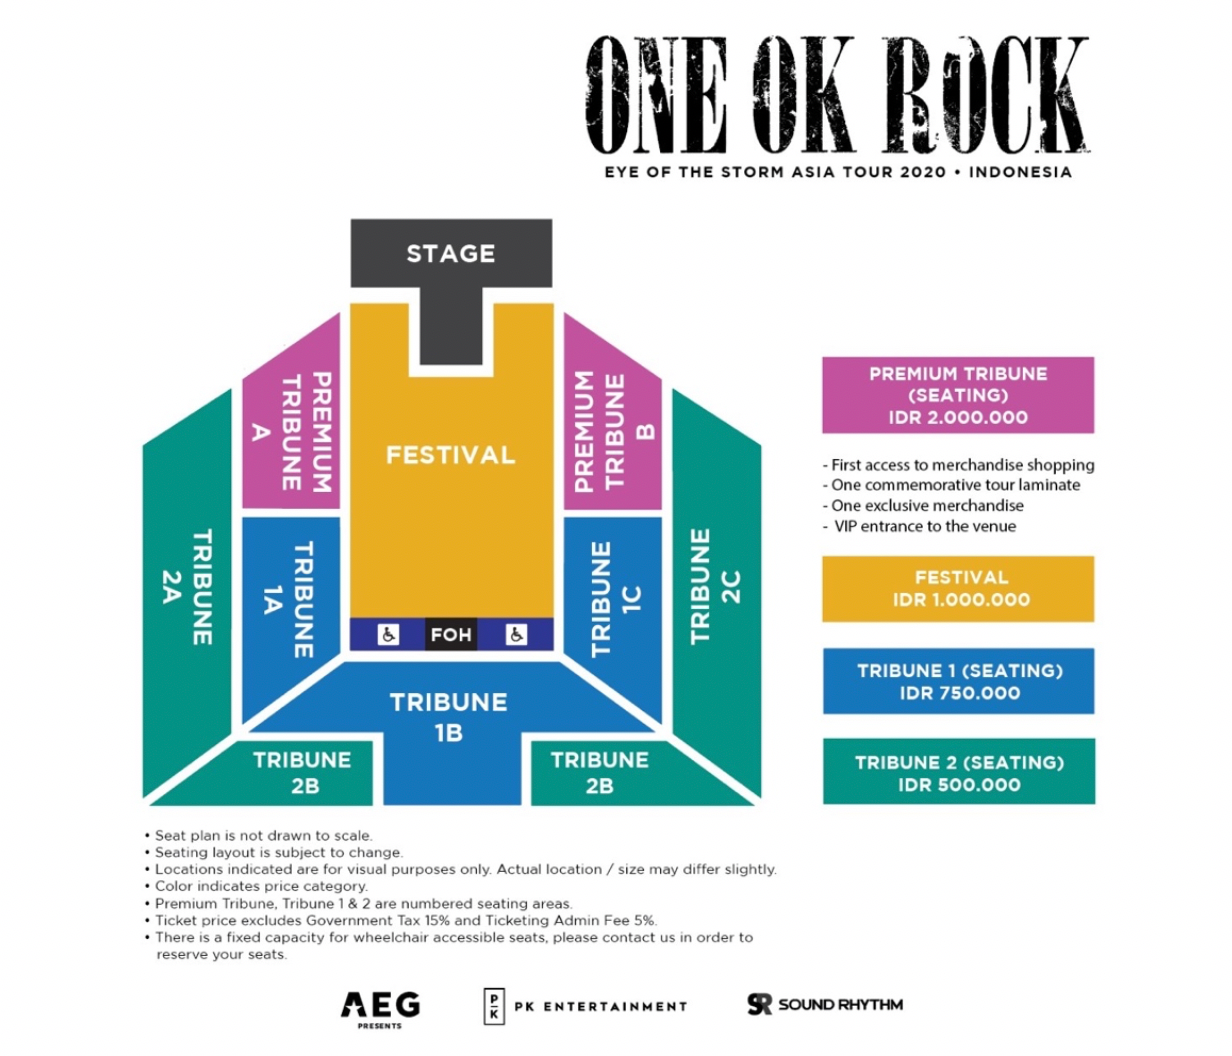 ONE OK ROCK
EYE OF THE STORM ASIA TOUR 2020 • INDONESIA
STAGE
PREMIUM
TRIBUNE
A
FESTIVAL
PREMIUM
TRIBUNE
B
TRIBUNE
2A
TRIBUNE
1A
TRIBUNE
1C
TRIBUNE
2C
FOH
TRIBUNE
1B
TRIBUNE
2B
TRIBUNE
2B
PREMIUM TRIBUNE
(SEATING)
IDR 2.000.000
- First access to merchandise shopping
- One commemorative tour laminate
- One exclusive merchandise
- VIP entrance to the venue
FESTIVAL
IDR 1.000.000
TRIBUNE 1 (SEATING)
IDR 750.000
TRIBUNE 2 (SEATING)
IDR 500.000
• Seat plan is not drawn to scale.
• Seating layout is subject to change.
• Locations indicated are for visual purposes only. Actual location / size may differ slightly.
• Color indicates price category.
• Premium Tribune, Tribune 1 & 2 are numbered seating areas.
• Ticket price excludes Government Tax 15% and Ticketing Admin Fee 5%.
• There is a fixed capacity for wheelchair accessible seats, please contact us in order to
reserve your seats.
AEG
PRESENTS
P
K
PK ENTERTAINMENT
SR SOUND RHYTHM